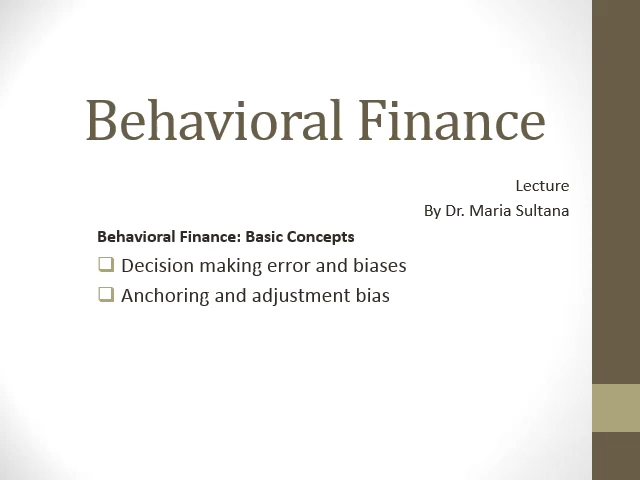 Behavioral Finance
Lecture
By Dr. Maria Sultana
Behavioral Finance: Basic Concepts
❑ Decision making error and biases
❑ Anchoring and adjustment bias